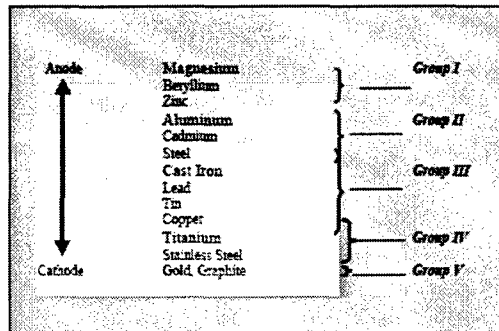 Anode Magnesium Group I
Beryllium
Zinc
Aluminum Group II
Cadmium
Steel
Cast Iron Group III
Lead
Tin
Copper
Titanium Group IV
Stainless Steel
Cathode Gold, Graphite Group V